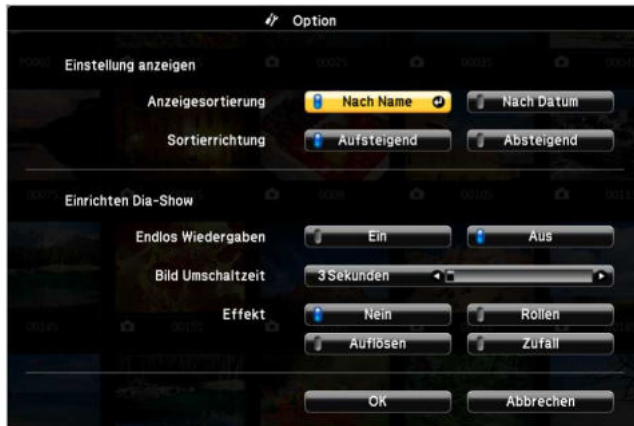 Option
Einstellung anzeigen
Anzeigesortierung Nach Name Nach Datum
Sortierrichtung Aufsteigend Absteigend
Einrichten Dia-Show
Endlos Wiedergaben Ein Aus
Bild Umschaltzeit 3 Sekunden
Effekt Nein Rollen
Auflösen Zufall
OK Abbrechen